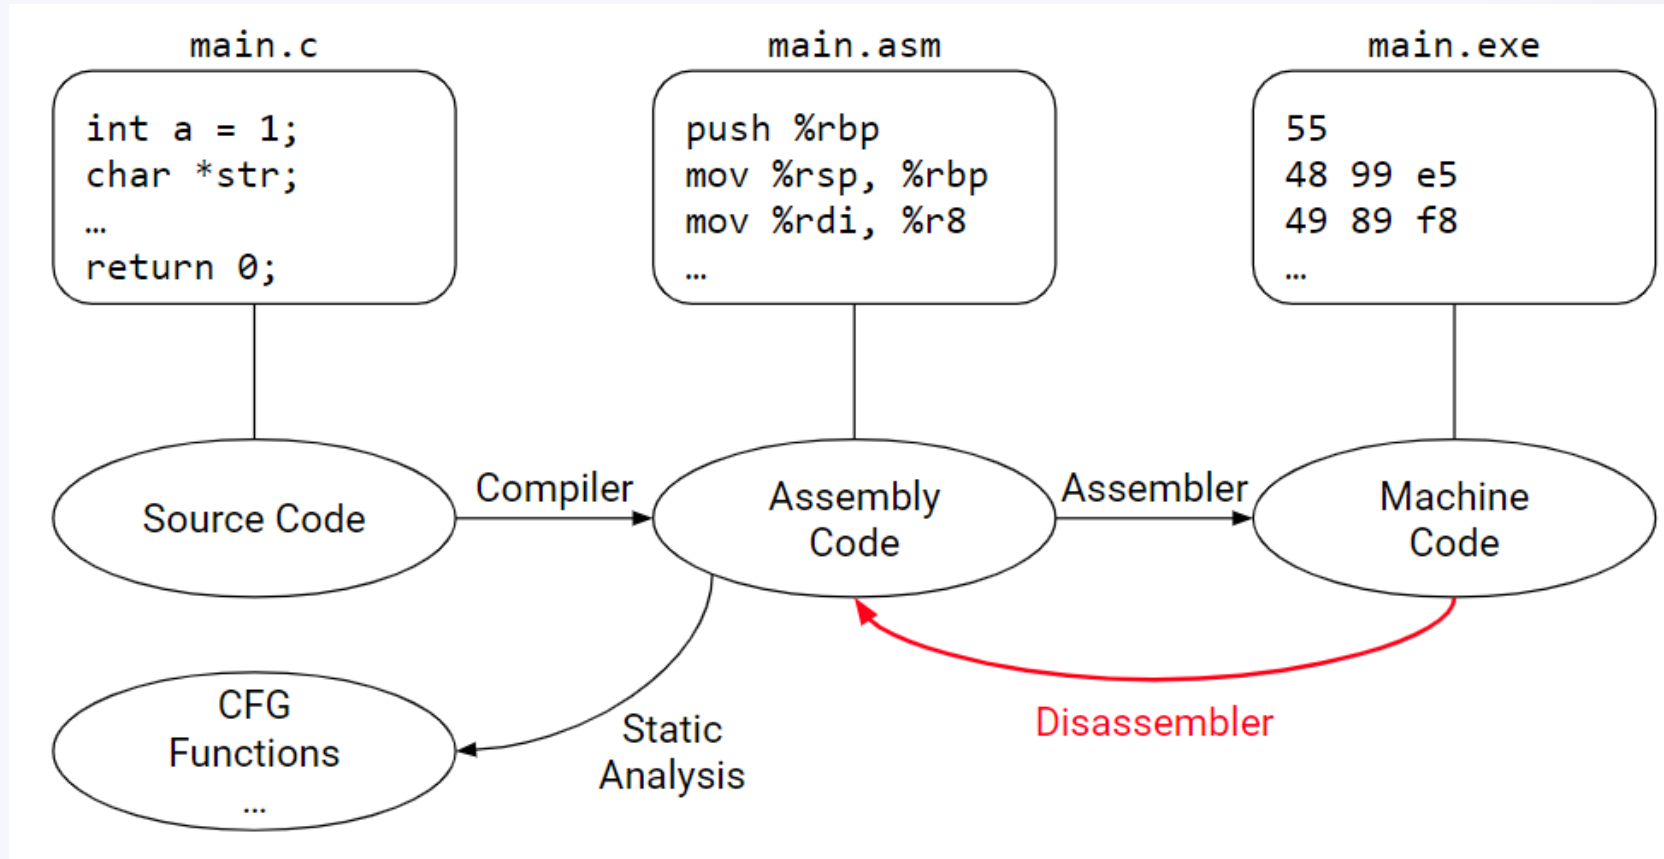 main.c
int a = 1;
char *str;
…
return 0;
main.asm
push %rbp
mov %rsp, %rbp
mov %rdi, %r8
…
main.exe
55
48 99 e5
49 89 f8
…
Source Code
Compiler
Assembly
Code
Assembler
Machine
Code
CFG
Functions
…
Static
Analysis
Disassembler